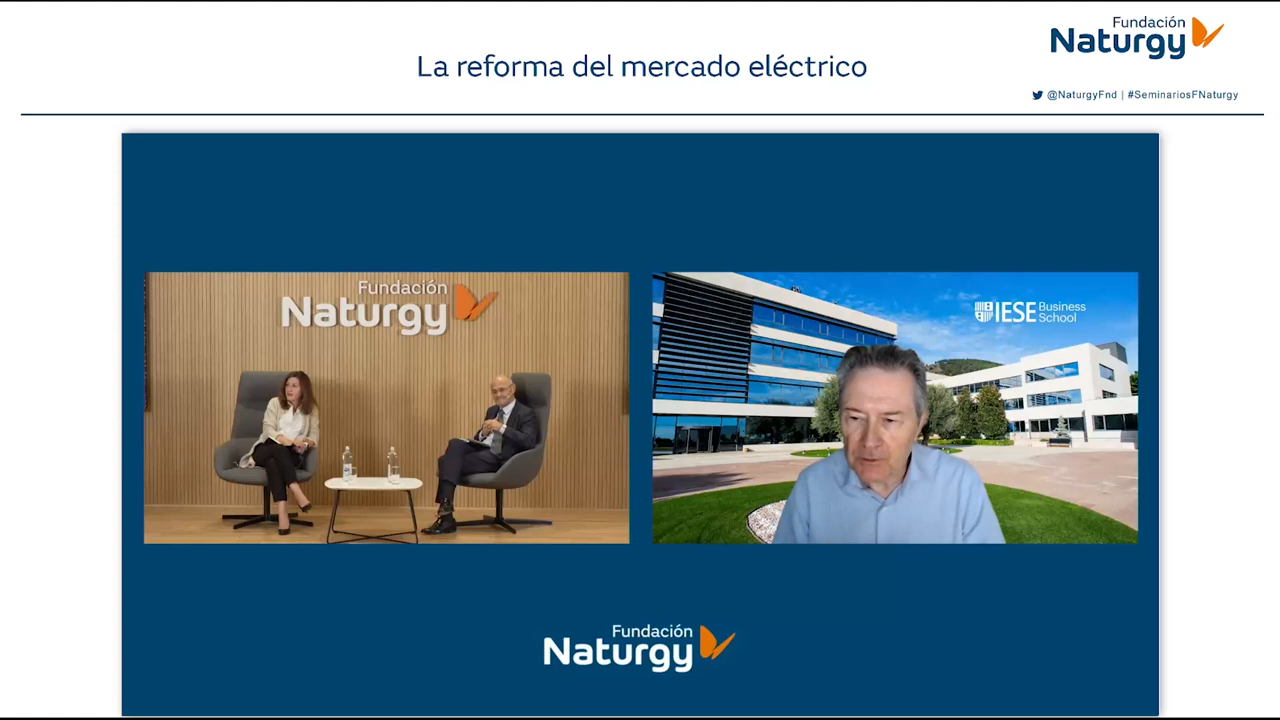 La reforma del mercado eléctrico
Fundación
Naturgy
@NaturgyFnd | #SeminariosFNaturgy
Fundación
Naturgy
IESE Business
School
Fundación
Naturgy